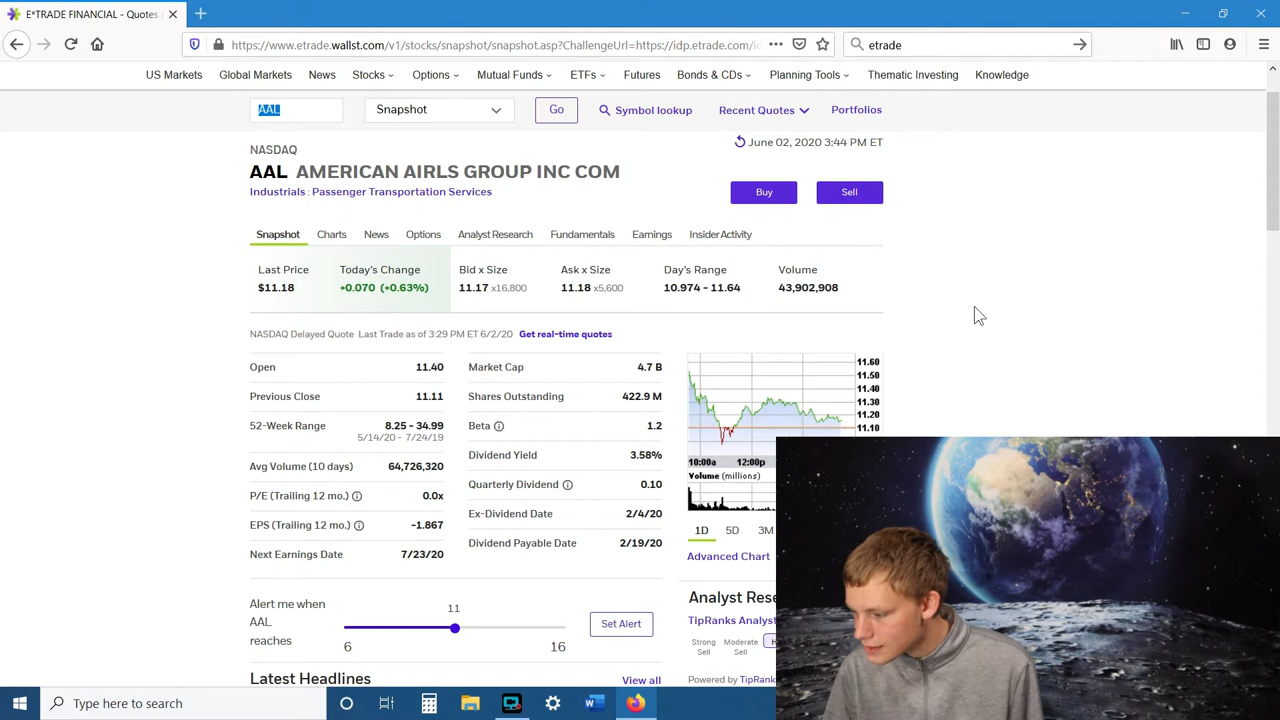 E*TRADE FINANCIAL - Quotes
https://www.etrade.wallst.com/v1/stocks/snapshot/snapshot.asp?ChallengeUrl=https://idp.etrade.com/
etrade
US Markets Global Markets News Stocks Options Mutual Funds ETFs Futures Bonds & CDs Planning Tools Thematic Investing Knowledge
AAL Snapshot Go Symbol lookup Recent Quotes Portfolios
June 02, 2020 3:44 PM ET
NASDAQ
AAL AMERICAN AIRLS GROUP INC COM
Industrials : Passenger Transportation Services
Buy Sell
Snapshot Charts News Options Analyst Research Fundamentals Earnings Insider Activity
Last Price Today's Change Bid x Size Ask x Size Day's Range Volume
$11.18 +0.070 (+0.63%) 11.17 x16,800 11.18 x5,600 10.974 - 11.64 43,902,908
NASDAQ Delayed Quote Last Trade as of 3:29 PM ET 6/2/20 Get real-time quotes
Open 11.40
Previous Close 11.11
52-Week Range 8.25 - 34.99
5/14/20 - 7/24/19
Avg Volume (10 days) 64,726,320
P/E (Trailing 12 mo.) 0.0x
EPS (Trailing 12 mo.) -1.867
Next Earnings Date 7/23/20
Market Cap 4.7 B
Shares Outstanding 422.9 M
Beta 1.2
Dividend Yield 3.58%
Quarterly Dividend 0.10
Ex-Dividend Date 2/4/20
Dividend Payable Date 2/19/20
11.60
11.50
11.40
11.30
11.20
11.10
10:00a 12:00p
Volume (millions)
1D 5D 3M
Advanced Chart
Alert me when
AAL
reaches
11
6 16
Set Alert
Analyst Rese
TipRanks Analyst
Strong
Sell
Moderate
Sell
H
Powered by TipRan
Latest Headlines View all
Type here to search